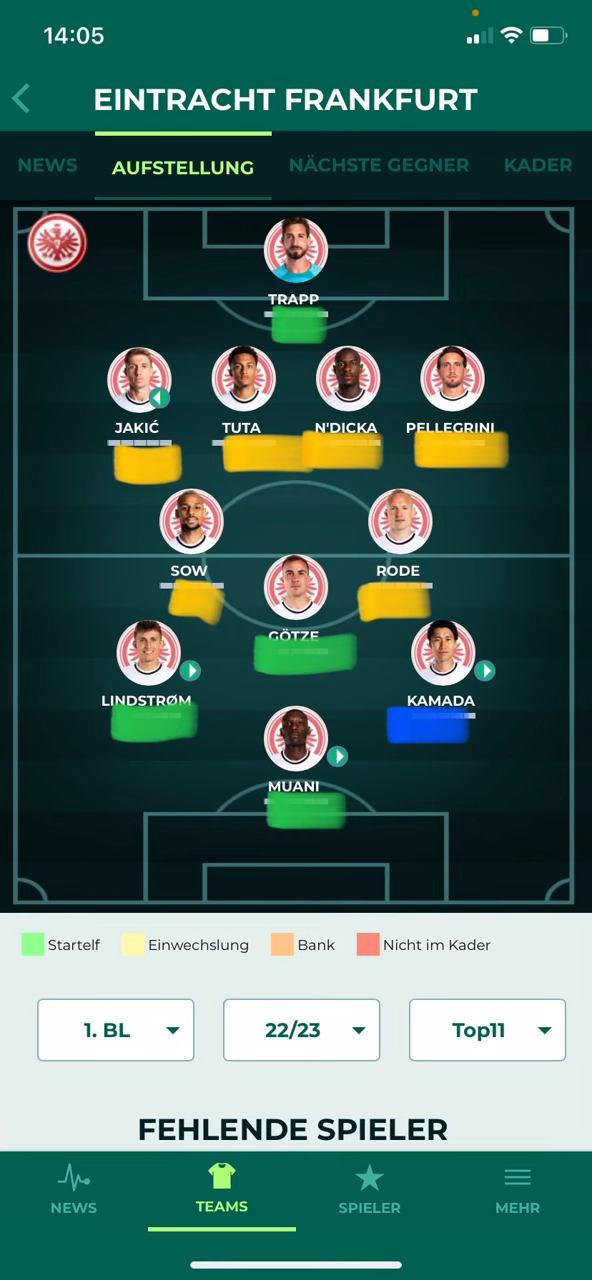 14:05
EINTRACHT FRANKFURT
NEWS AUFSTELLUNG NÄCHSTE GEGNER KADER
TRAPP
JAKIĆ TUTA N'DICKA PELLEGRINI
SOW RODE
GÖTZE
LINDSTRØM KAMADA
MUANI
Startelf Einwechslung Bank Nicht im Kader
1. BL 22/23 Top11
FEHLENDE SPIELER
NEWS TEAMS SPIELER MEHR